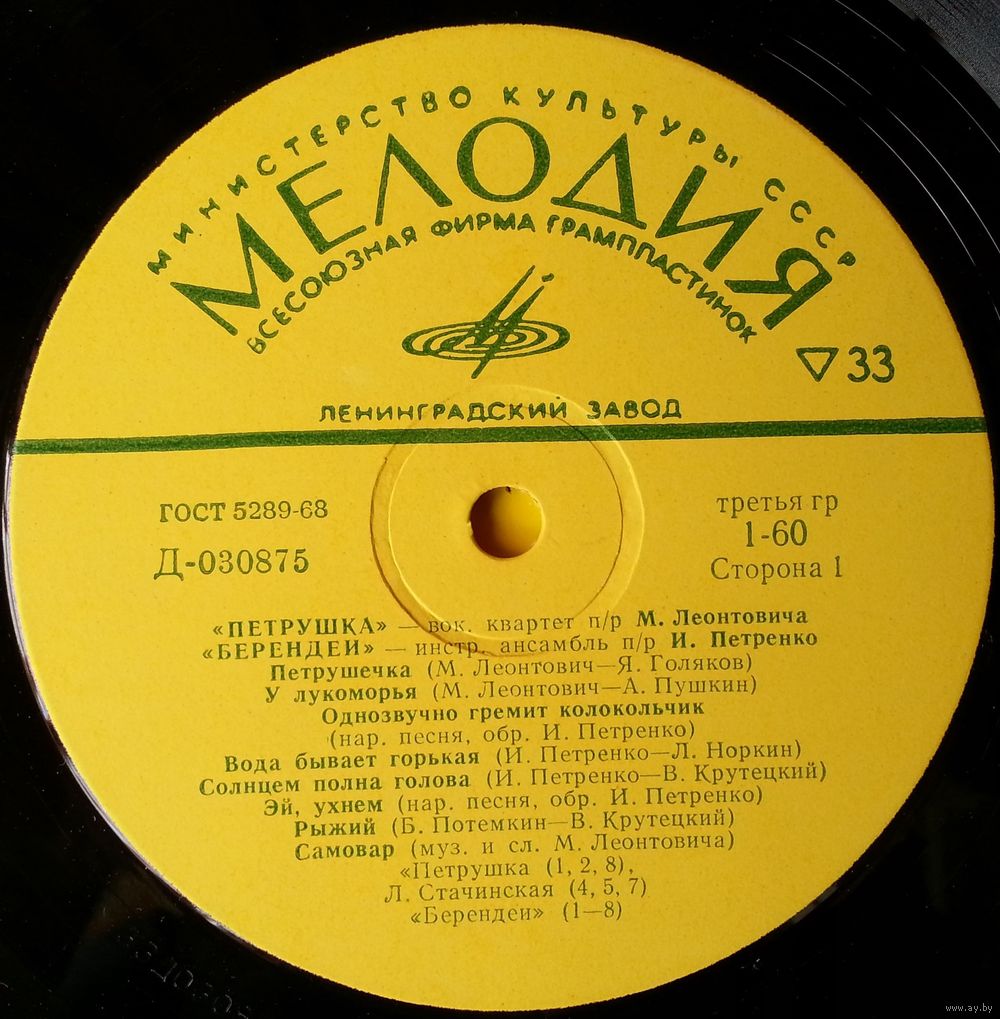 МИНИСТЕРСТВО КУЛЬТУРЫ СССР
МЕЛОДИЯ
ВСЕСОЮЗНАЯ ФИРМА ГРАМПЛАСТИНОК
33
ЛЕНИНГРАДСКИЙ ЗАВОД
ГОСТ 5289-68
Д-030875
третья гр
1-60
Сторона 1
«ПЕТРУШКА» — вок. квартет п/р М. Леонтовича
«БЕРЕНДЕИ» — инстр. ансамбль п/р И. Петренко
Петрушечка (М. Леонтович—Я. Голяков)
У лукоморья (М. Леонтович—А. Пушкин)
Однозвучно гремит колокольчик
(нар. песня, обр. И. Петренко)
Вода бывает горькая (И. Петренко—Л. Норкин)
Солнцем полна голова (И. Петренко—В. Крутецкий)
Эй, ухнем (нар. песня, обр. И. Петренко)
Рыжий (Б. Потемкин—В. Крутецкий)
Самовар (муз. и сл. М. Леонтовича)
«Петрушка (1, 2, 8),
Л. Стачинская (4, 5, 7)
«Берендеи» (1—8)
www.ay.by